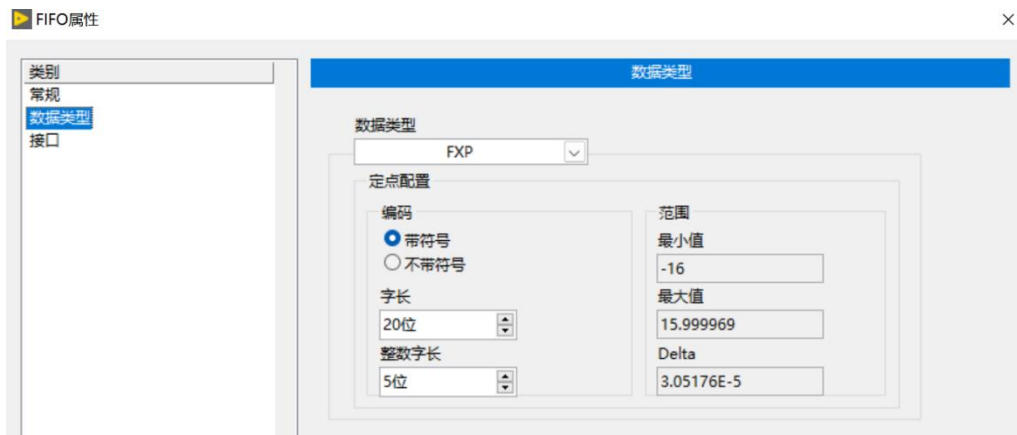 FIFO属性
类别
常规
数据类型
接口
数据类型
数据类型
FXP
定点配置
编码
带符号
不带符号
字长
20位
整数字长
5位
范围
最小值
-16
最大值
15.999969
Delta
3.05176E-5